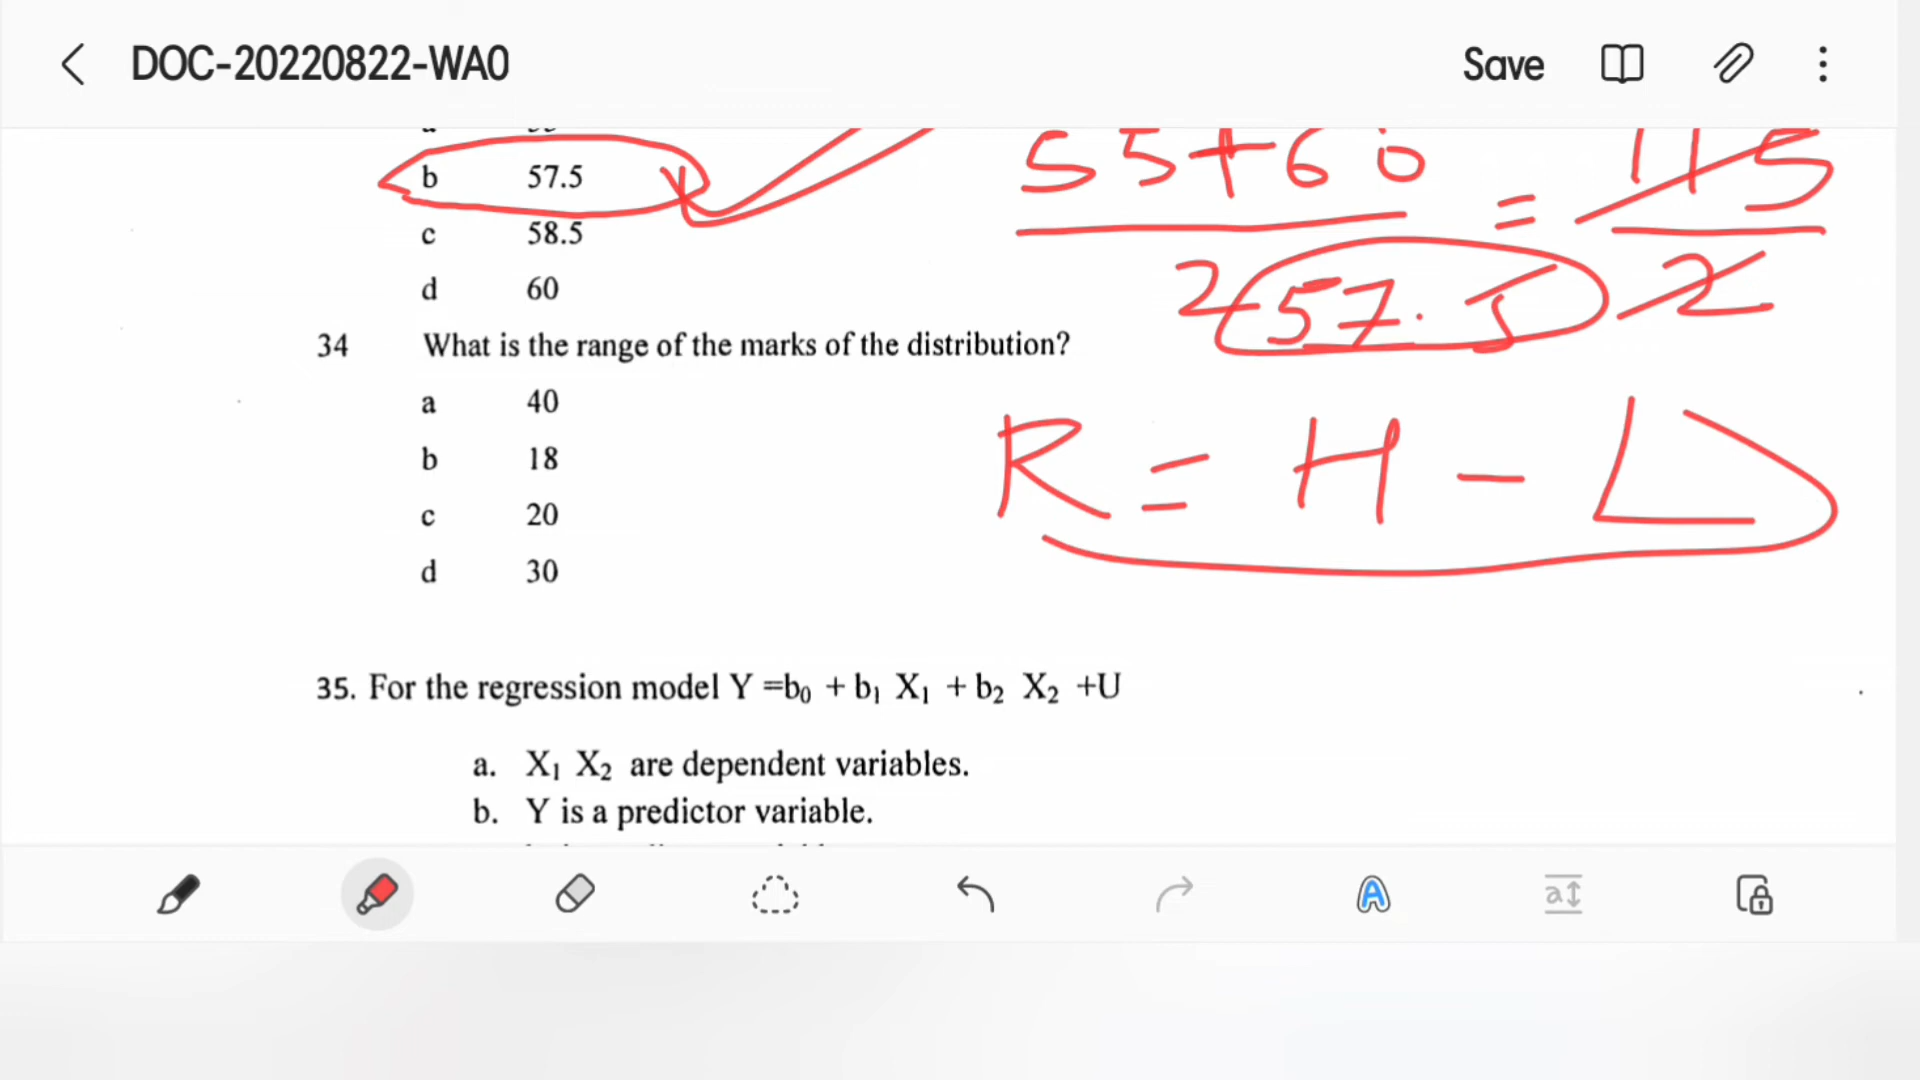 DOC-20220822-WA0
Save
b 57.5
55+60
= 115
c 58.5
2
57.5
2
d 60
34 What is the range of the marks of the distribution?
a 40
R = H - L
b 18
c 20
d 30
35. For the regression model Y =b₀ + b₁ X₁ + b₂ X₂ +U
a. X₁ X₂ are dependent variables.
b. Y is a predictor variable.
A
a